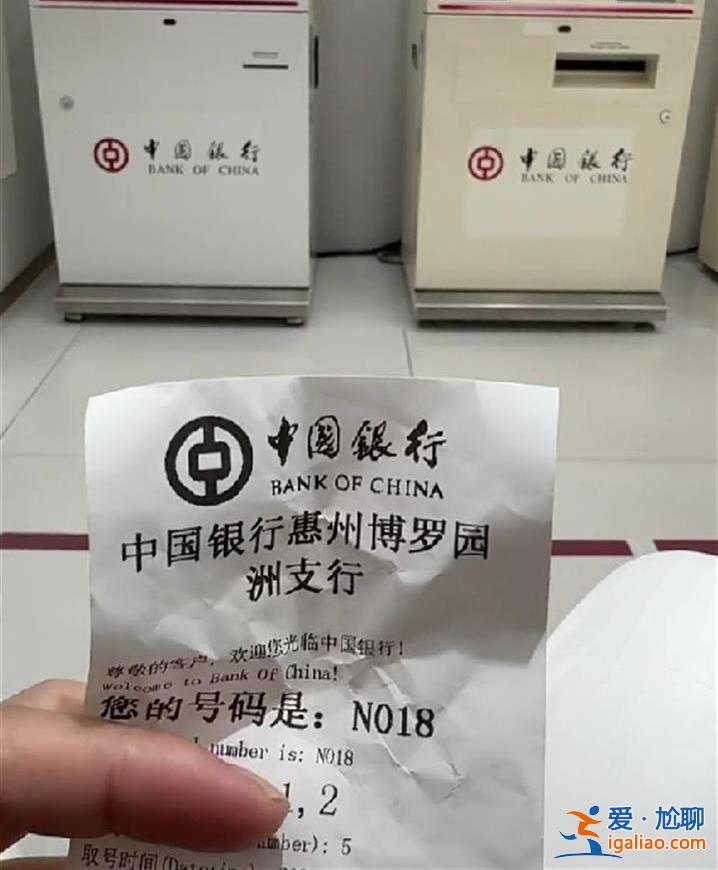 中国银行
BANK OF CHINA
中国银行
BANK OF CHINA
中国银行
BANK OF CHINA
中国银行惠州博罗园
洲支行
尊敬的客户,欢迎您光临中国银行!
welcome to Bank Of China!
您的号码是: N018
number is: N018
1,2
umber): 5
取号时间(Datetime)
爱·尴聊
igaliao.com